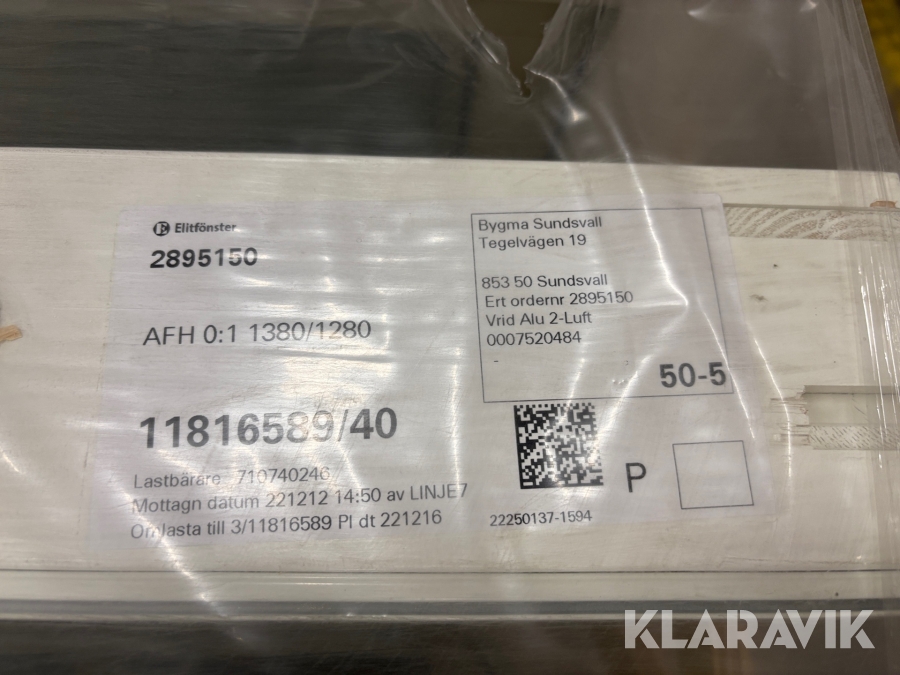 Elitfönster
2895150
AFH 0:1 1380/1280
11816589/40
Lastbärare 710740246
Mottagn datum 221212 14:50 av LINJE7
Omlasta till 3/11816589 Pl dt 221216
Bygma Sundsvall
Tegelvägen 19
853 50 Sundsvall
Ert ordernr 2895150
Vrid Alu 2-Luft
0007520484
-
50-5
P
22250137-1594
KLARAVIK